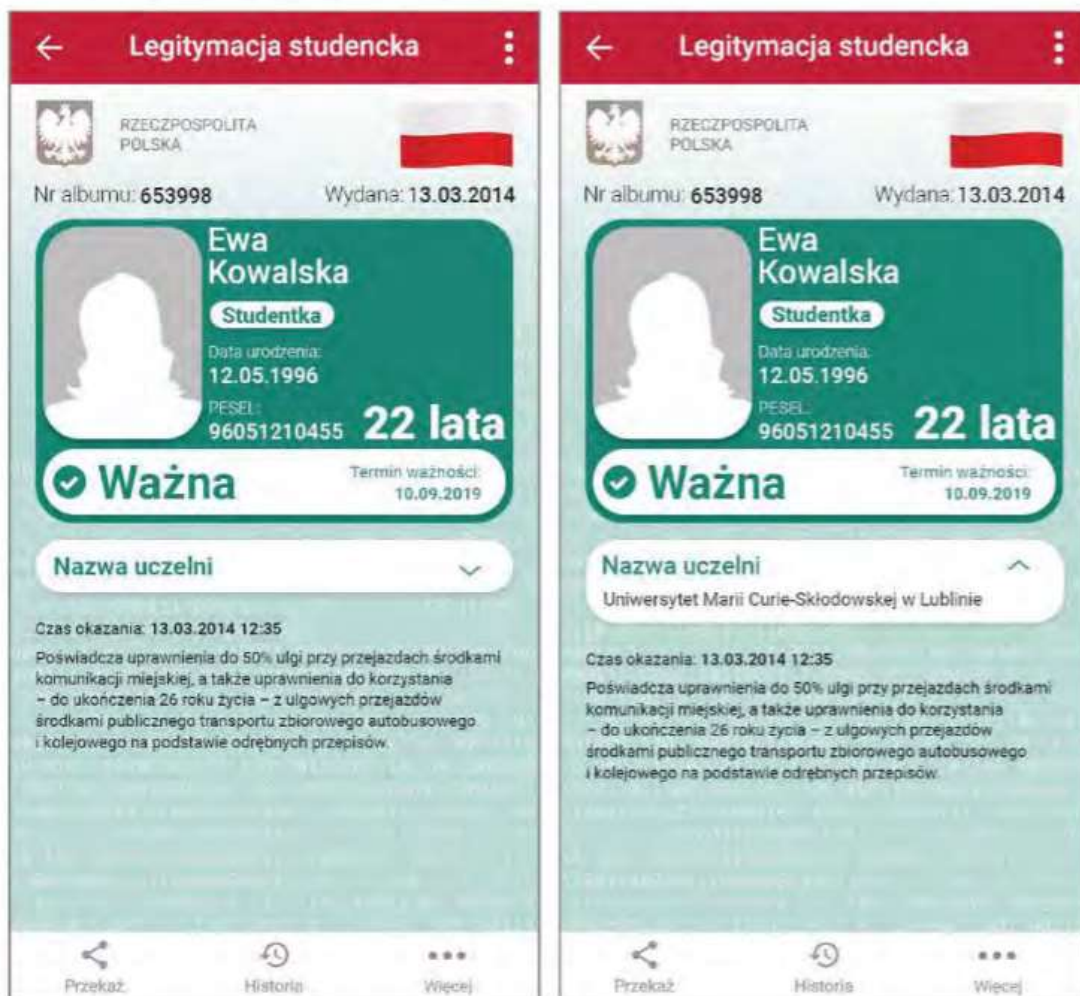 Legitymacja studencka
RZECZPOSPOLITA
POLSKA
Nr albumu: 653998 Wydana: 13.03.2014
Ewa
Kowalska
Studentka
Data urodzenia:
12.05.1996
PESEL:
96051210455 22 lata
Ważna
Termin ważności:
10.09.2019
Nazwa uczelni
Czas okazania: 13.03.2014 12:35
Poświadcza uprawnienia do 50% ulgi przy przejazdach środkami
komunikacji miejskiej, a także uprawnienia do korzystania
– do ukończenia 26 roku życia – z ulgowych przejazdów
środkami publicznego transportu zbiorowego autobusowego
i kolejowego na podstawie odrębnych przepisów.
Przekaż Historia Więcej
Legitymacja studencka
RZECZPOSPOLITA
POLSKA
Nr albumu: 653998 Wydana: 13.03.2014
Ewa
Kowalska
Studentka
Data urodzenia:
12.05.1996
PESEL:
96051210455 22 lata
Ważna
Termin ważności:
10.09.2019
Nazwa uczelni
Uniwersytet Marii Curie-Skłodowskej w Lublinie
Czas okazania: 13.03.2014 12:35
Poświadcza uprawnienia do 50% ulgi przy przejazdach środkami
komunikacji miejskiej, a także uprawnienia do korzystania
– do ukończenia 26 roku życia – z ulgowych przejazdów
środkami publicznego transportu zbiorowego autobusowego
i kolejowego na podstawie odrębnych przepisów.
Przekaż Historia Więcej